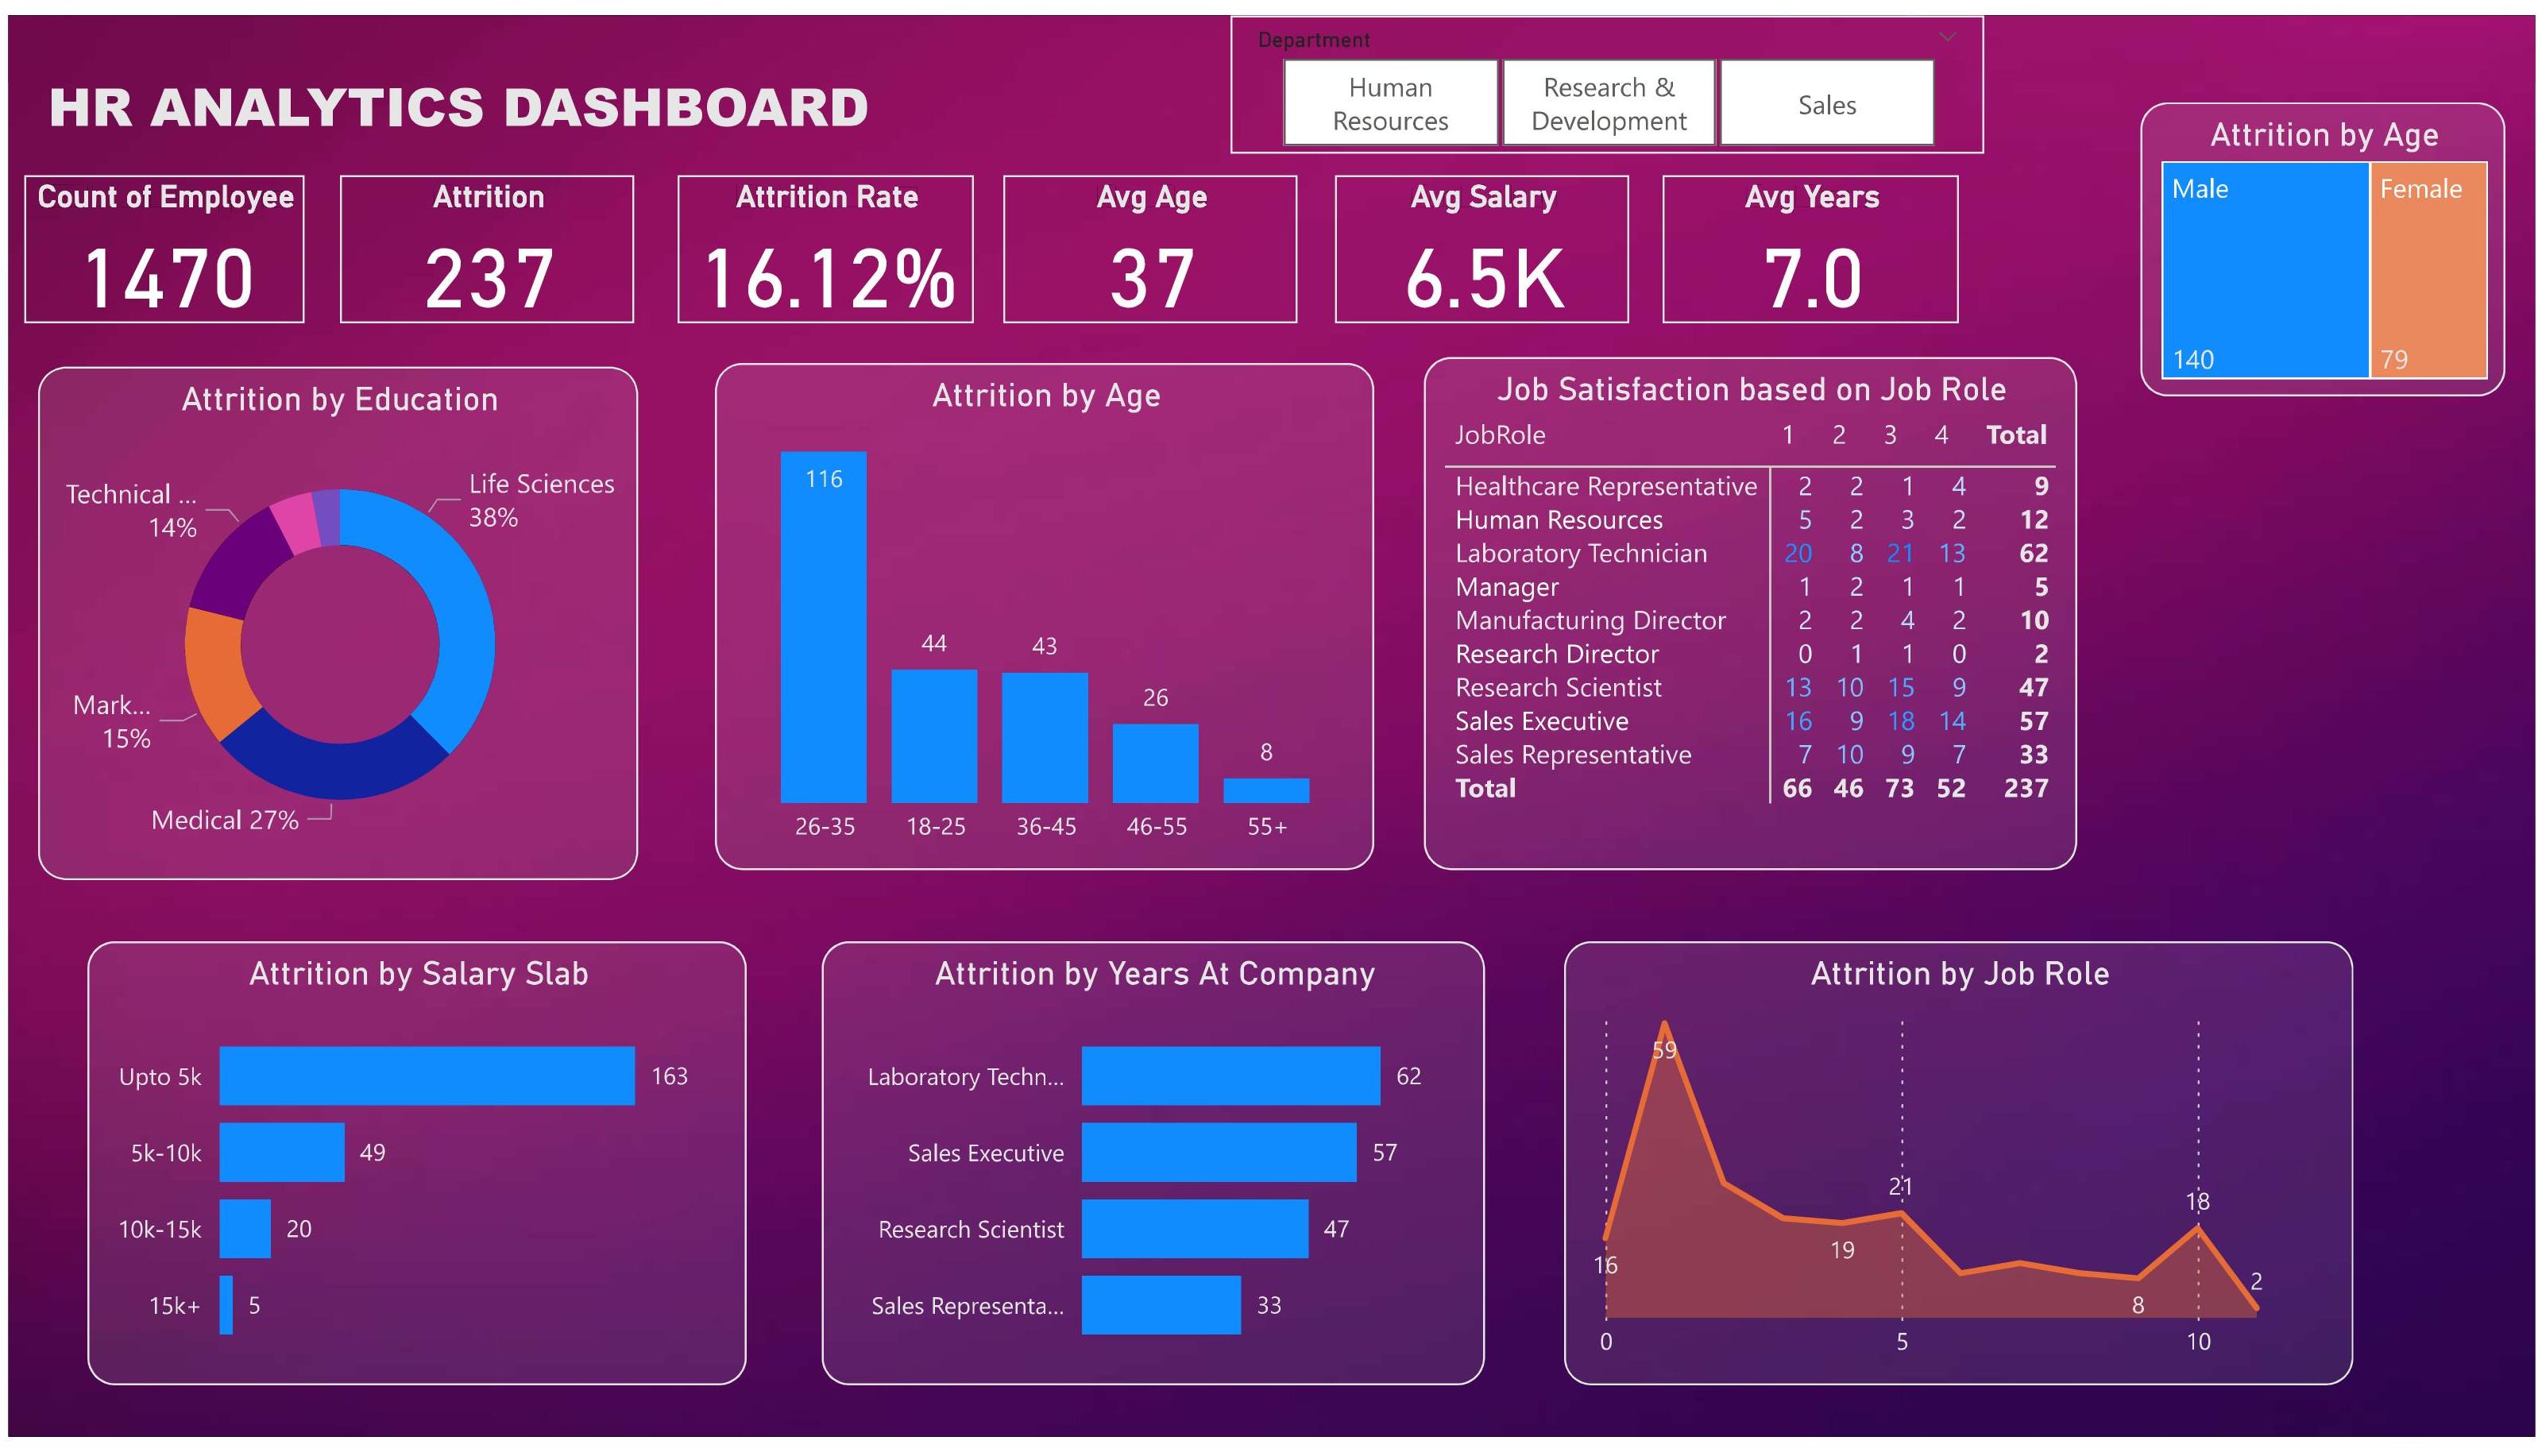 Department
Human
Resources
Research &
Development
Sales
HR ANALYTICS DASHBOARD
Count of Employee
1470
Attrition
237
Attrition Rate
16.12%
Avg Age
37
Avg Salary
6.5K
Avg Years
7.0
Attrition by Age
Male
140
Female
79
Attrition by Education
Life Sciences
38%
Technical ...
14%
Mark...
15%
Medical 27%
Attrition by Age
116
44
43
26
8
26-35 18-25 36-45 46-55 55+
Job Satisfaction based on Job Role
JobRole 1 2 3 4 Total
Healthcare Representative 2 2 1 4 9
Human Resources 5 2 3 2 12
Laboratory Technician 20 8 21 13 62
Manager 1 2 1 1 5
Manufacturing Director 2 2 4 2 10
Research Director 0 1 1 0 2
Research Scientist 13 10 15 9 47
Sales Executive 16 9 18 14 57
Sales Representative 7 10 9 7 33
Total 66 46 73 52 237
Attrition by Salary Slab
Upto 5k 163
5k-10k 49
10k-15k 20
15k+ 5
Attrition by Years At Company
Laboratory Techn... 62
Sales Executive 57
Research Scientist 47
Sales Representa... 33
Attrition by Job Role
59
21
18
19
16
2
8
0 5 10